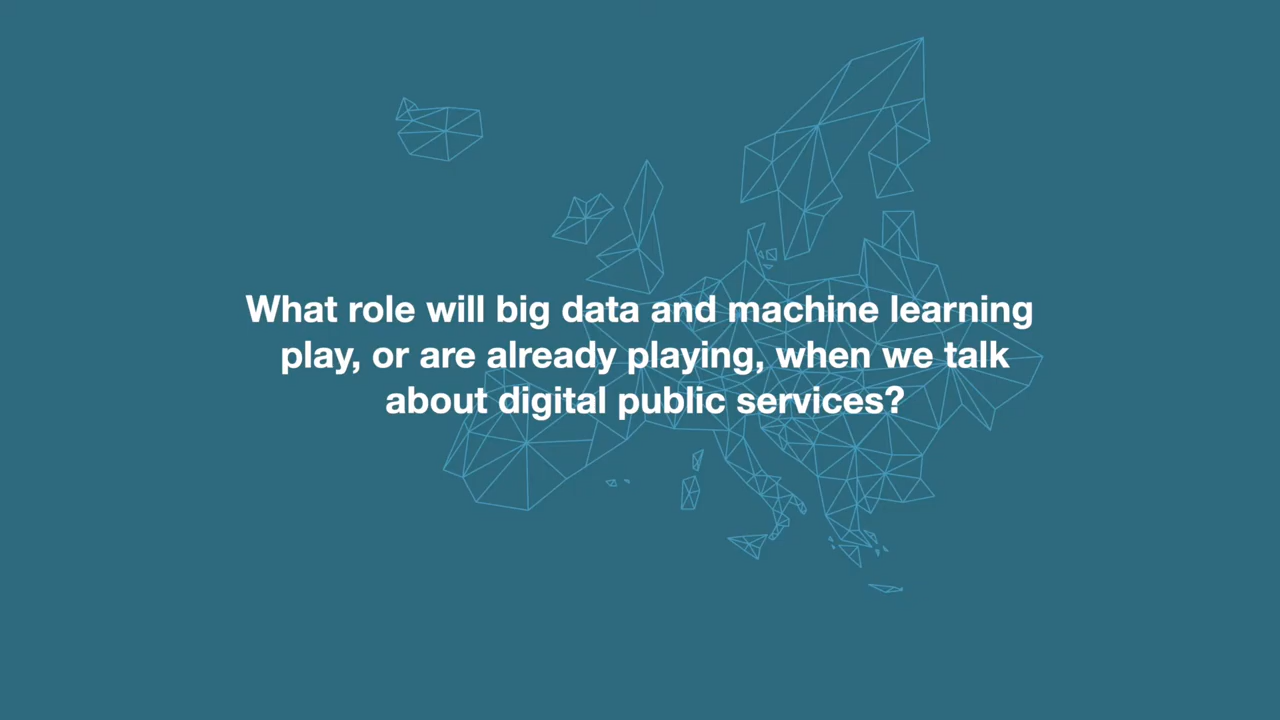 What role will big data and machine learning
play, or are already playing, when we talk
about digital public services?